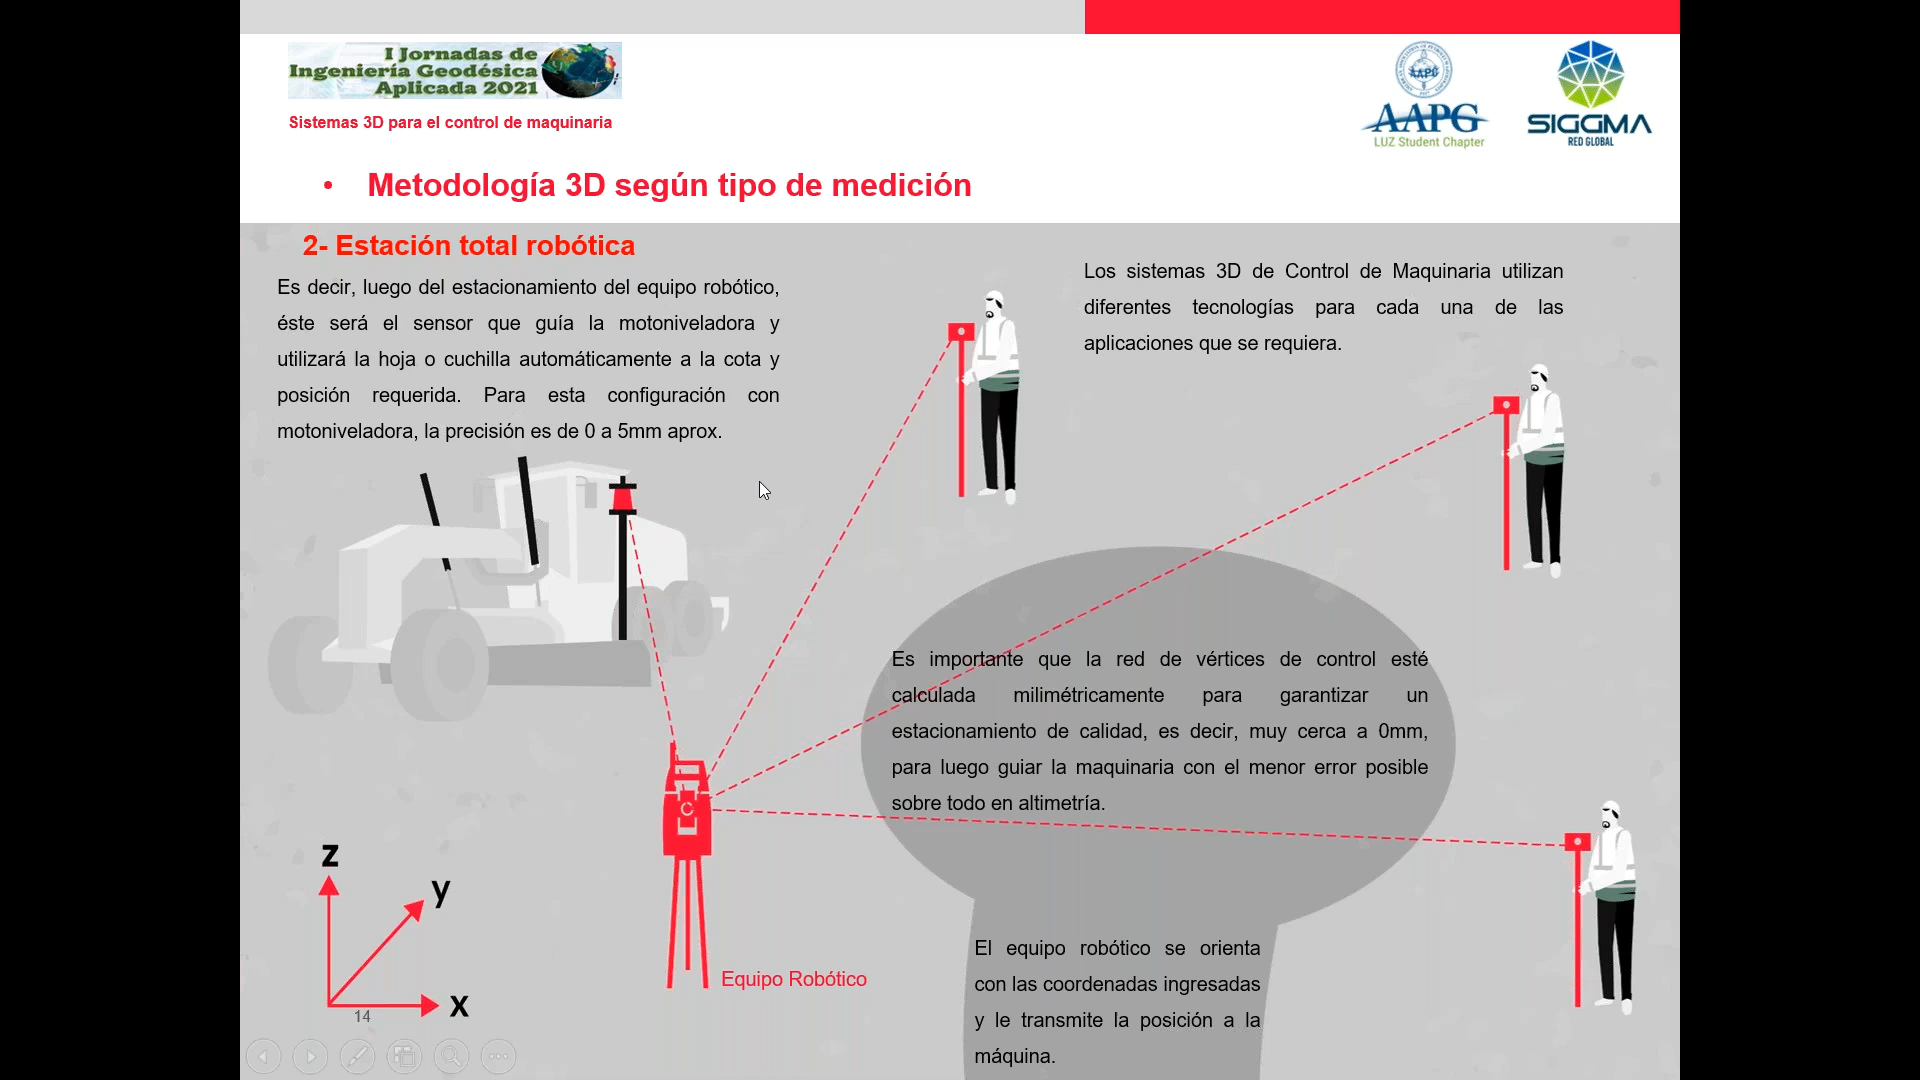 I Jornadas de
Ingeniería Geodésica
Aplicada 2021
Sistemas 3D para el control de maquinaria
AAPG
AAPG
LUZ Student Chapter
SIGGMA
RED GLOBAL
• Metodología 3D según tipo de medición
2- Estación total robótica
Es decir, luego del estacionamiento del equipo robótico,
éste será el sensor que guía la motoniveladora y
utilizará la hoja o cuchilla automáticamente a la cota y
posición requerida. Para esta configuración con
motoniveladora, la precisión es de 0 a 5mm aprox.
Los sistemas 3D de Control de Maquinaria utilizan
diferentes tecnologías para cada una de las
aplicaciones que se requiera.
Es importante que la red de vértices de control esté
calculada milimétricamente para garantizar un
estacionamiento de calidad, es decir, muy cerca a 0mm,
para luego guiar la maquinaria con el menor error posible
sobre todo en altimetría.
El equipo robótico se orienta
con las coordenadas ingresadas
y le transmite la posición a la
máquina.
Equipo Robótico
z
y
x
14